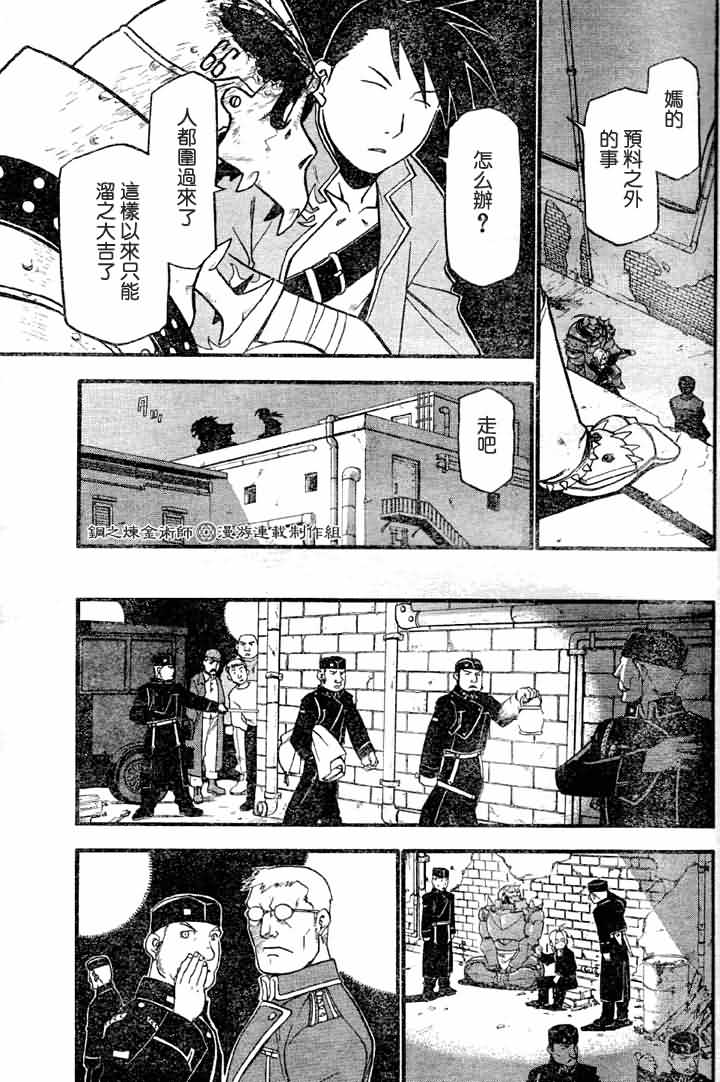 媽的
預料之外
的事
怎么辦?
人都圍過來了
這樣以來只能
溜之大吉了
66
走吧
鋼之煉金術師 漫游連載制作組